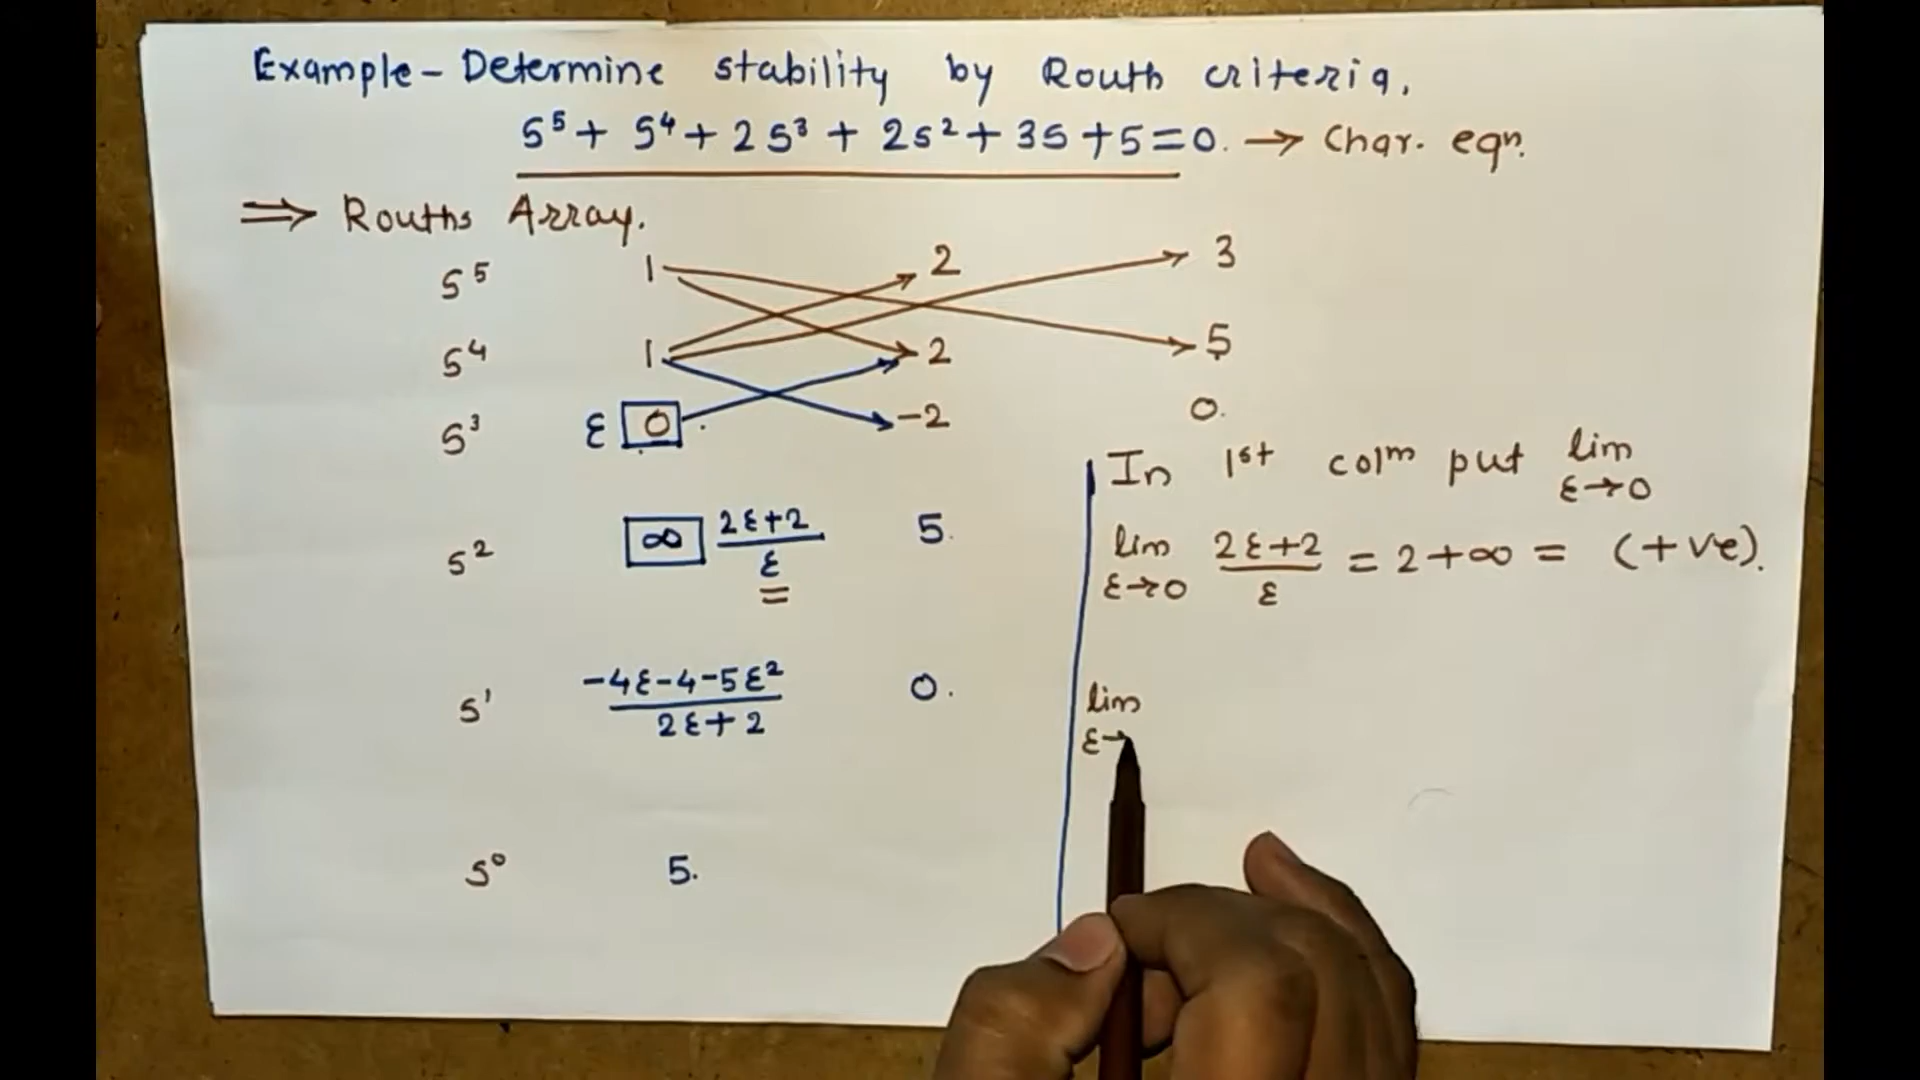 Example - Determine stability by Routh criteria.
S⁵ + S⁴ + 2S³ + 2S² + 3S + 5 = 0. → Char. eqn.
⇒ Rouths Array.
S⁵ 1 2 3
S⁴ 1 2 5
S³ ε 0 -2 0.
In 1st colm put lim ε→0
S² ∞ (2ε+2)/ε 5.
lim ε→0 (2ε+2)/ε = 2+∞ = (+ve).
S¹ (-4ε-4-5ε²)/(2ε+2) 0.
lim ε→
S⁰ 5.